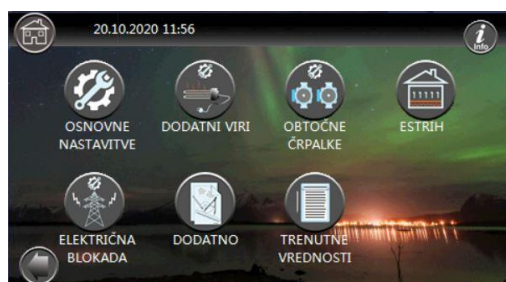 20.10.2020 11:56
i
Info
OSNOVNE
NASTAVITVE
DODATNI VIRI
OBTOČNE
ČRPALKE
ESTRIH
ELEKTRIČNA
BLOKADA
DODATNO
TRENUTNE
VREDNOSTI